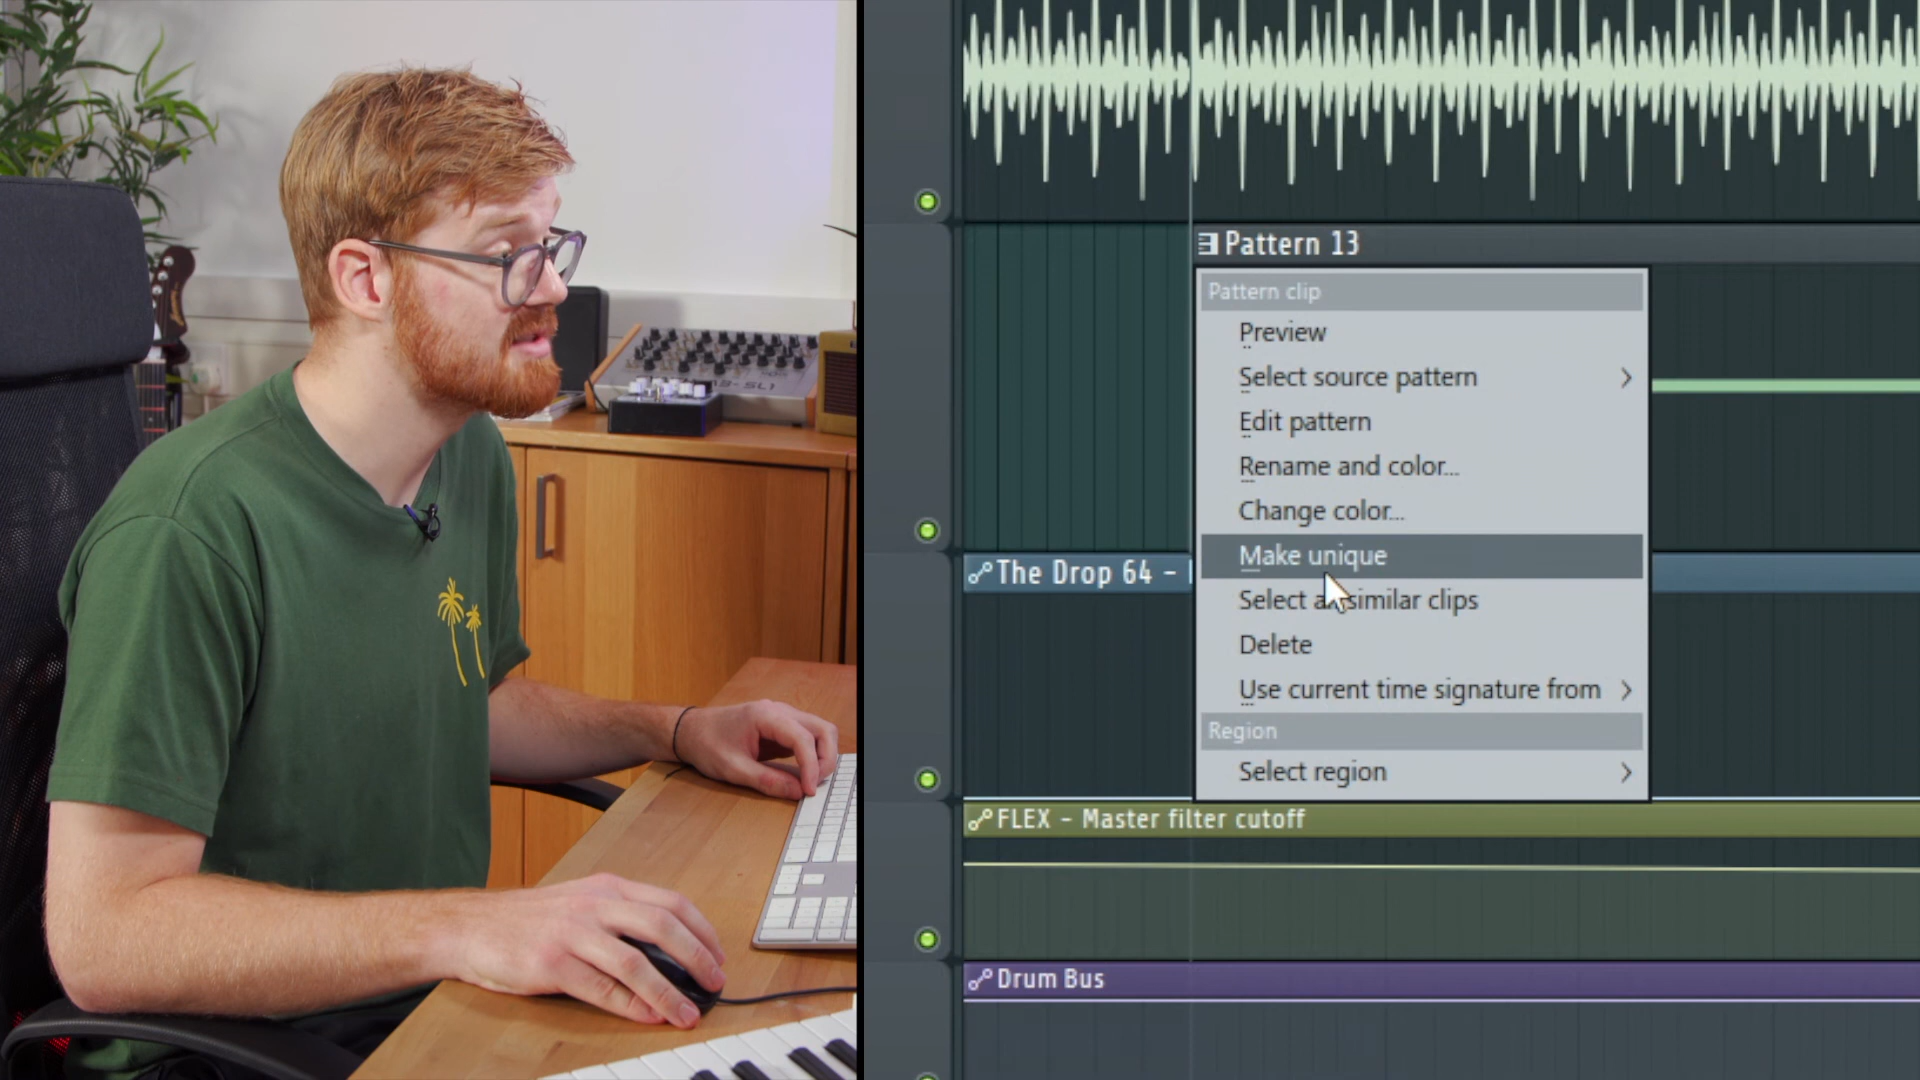 Pattern 13
Pattern clip
Preview
Select source pattern
Edit pattern
Rename and color...
Change color...
Make unique
Select all similar clips
Delete
Use current time signature from
Region
Select region
The Drop 64 -
FLEX - Master filter cutoff
Drum Bus